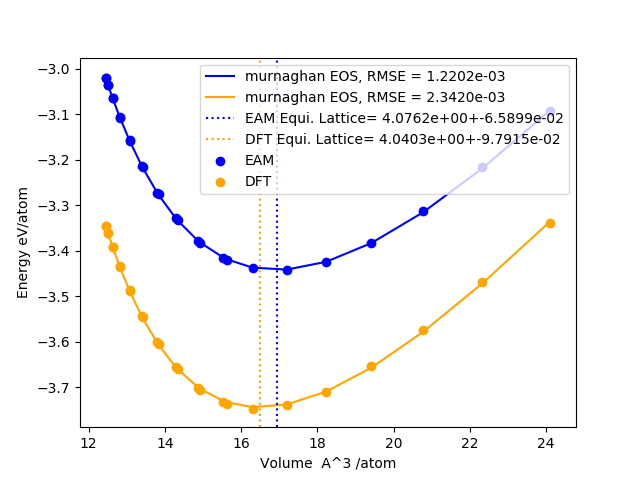 murnaghan EOS, RMSE = 1.2202e-03
murnaghan EOS, RMSE = 2.3420e-03
EAM Equi. Lattice= 4.0762e+00+-6.5899e-02
DFT Equi. Lattice= 4.0403e+00+-9.7915e-02
EAM
DFT
Energy eV/atom
−3.0
−3.1
−3.2
−3.3
−3.4
−3.5
−3.6
−3.7
12 14 16 18 20 22 24
Volume  A^3 /atom